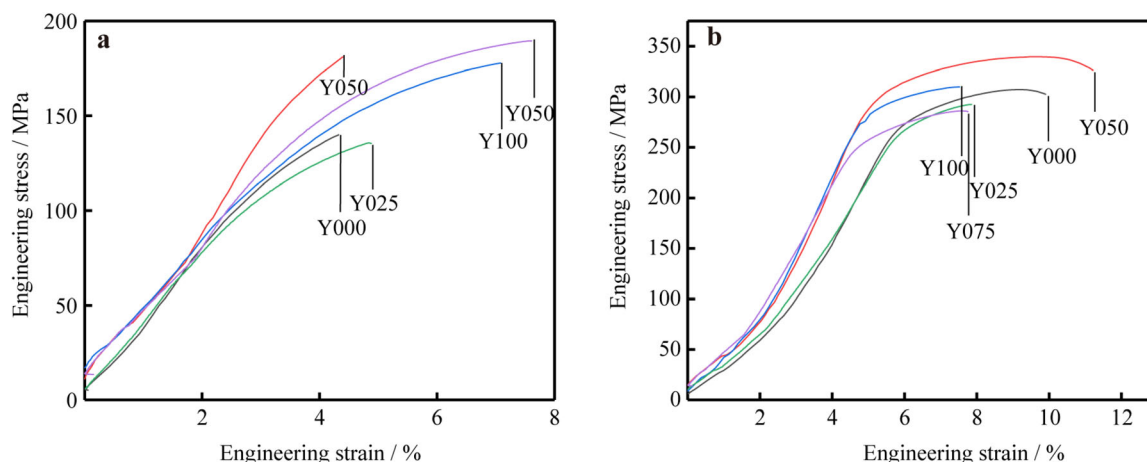 a
200
150
100
50
0
2
4
6
8
Engineering stress / MPa
Engineering strain / %
Y050
Y050
Y100
Y025
Y000
b
350
300
250
200
150
100
50
0
2
4
6
8
10
12
Engineering stress / MPa
Engineering strain / %
Y050
Y000
Y100
Y025
Y075